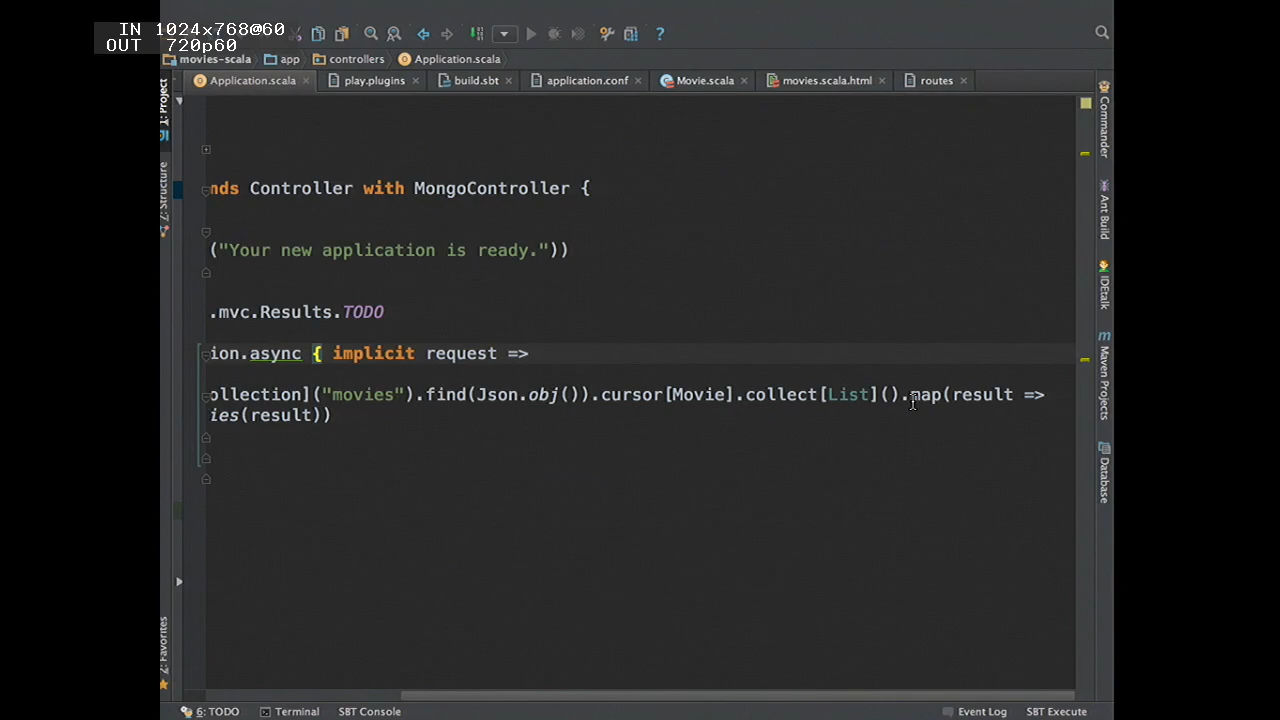 IN 1024x768@60
OUT 720p60
movies-scala app controllers Application.scala
Application.scala play.plugins build.sbt application.conf Movie.scala movies.scala.html routes
1: Project
Z: Structure
2: Favorites
nds Controller with MongoController {
("Your new application is ready."))
.mvc.Results.TODO
ion.async { implicit request =>
ollection]("movies").find(Json.obj()).cursor[Movie].collect[List]().map(result =>
ies(result))
Commander
Ant Build
IDEtalk
Maven Projects
Database
6: TODO Terminal SBT Console Event Log SBT Execute